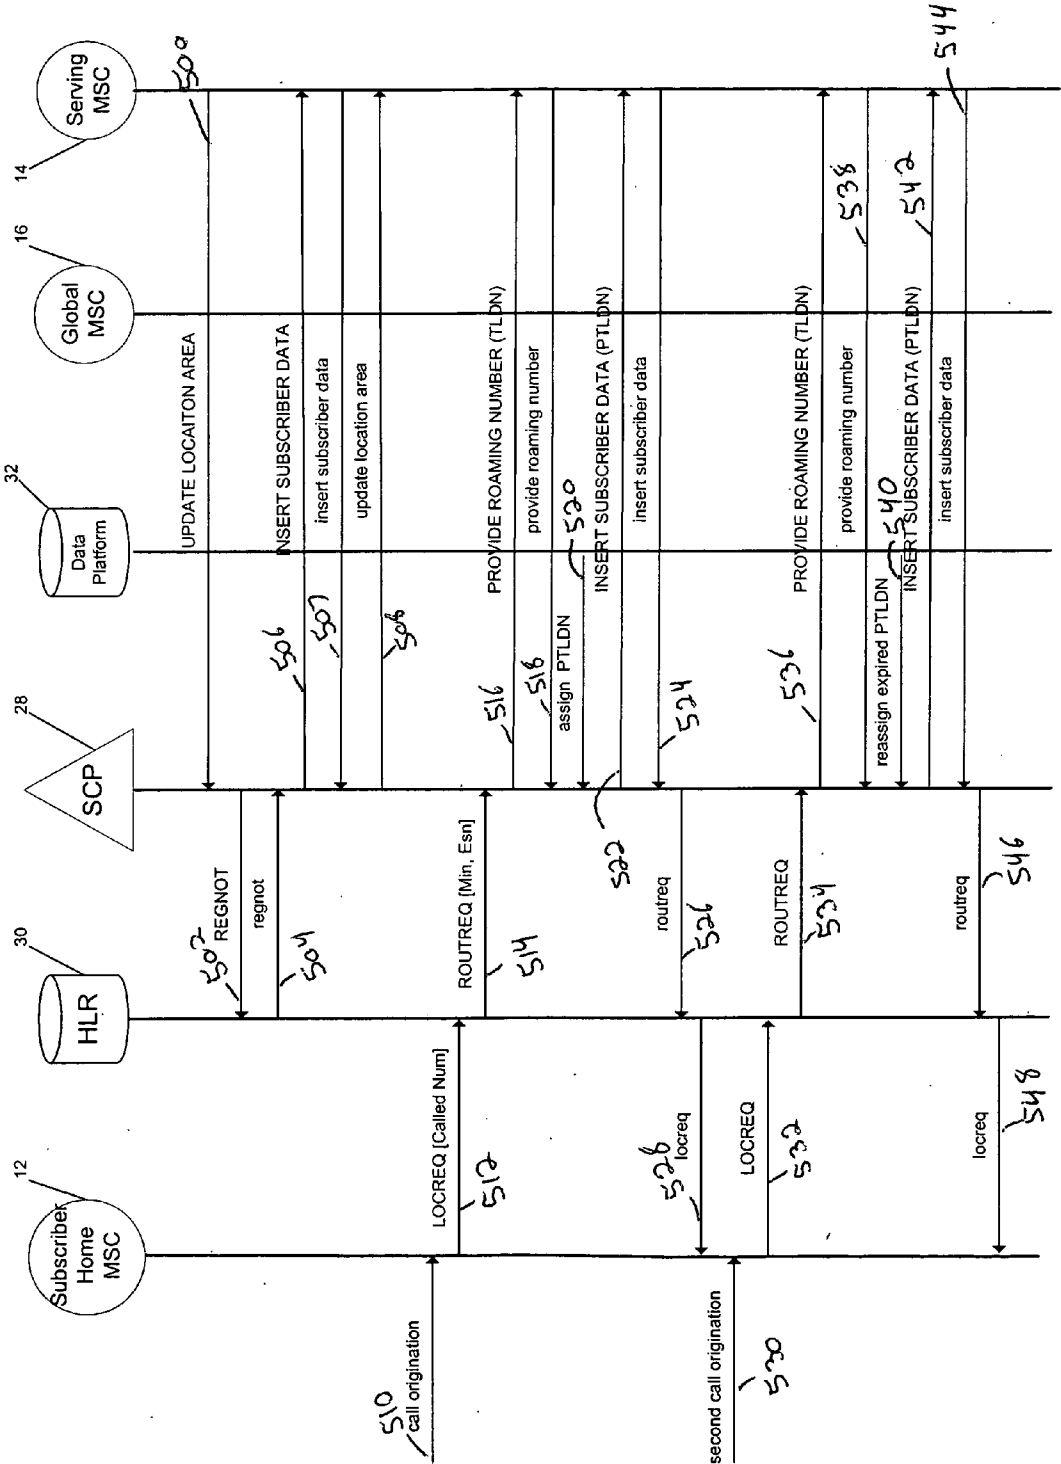 12
Subscriber
Home
MSC
30
HLR
28
SCP
32
Data
Platform
16
Global
MSC
14
Serving
MSC
500
UPDATE LOCAITON AREA
502
REGNOT
regnot
504
INSERT SUBSCRIBER DATA
506
insert subscriber data
507
update location area
508
510
call origination
LOCREQ [Called Num]
512
ROUTREQ [Min, Esn]
514
PROVIDE ROAMING NUMBER (TLDN)
516
provide roaming number
518
assign PTLDN
520
INSERT SUBSCRIBER DATA (PTLDN)
522
insert subscriber data
524
routreq
526
locreq
528
second call origination
530
LOCREQ
532
ROUTREQ
534
PROVIDE ROAMING NUMBER (TLDN)
536
provide roaming number
538
reassign expired PTLDN
540
INSERT SUBSCRIBER DATA (PTLDN)
542
insert subscriber data
544
routreq
546
locreq
548